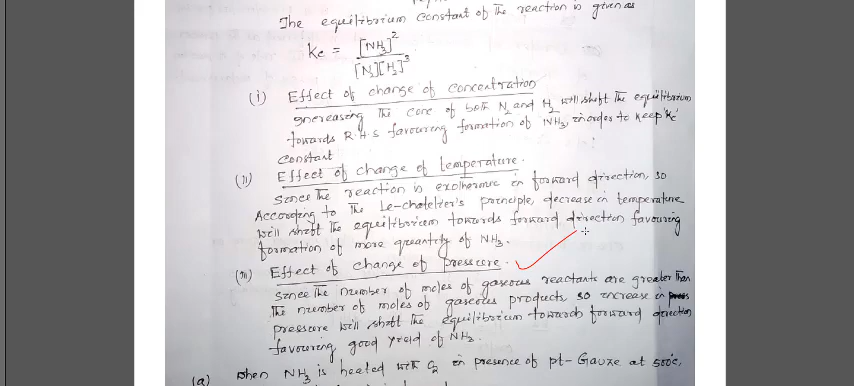 The equilibrium constant of the reaction is given as
Kc = [NH3]^2 / [N2][H2]^3
(i) Effect of change of concentration
Increasing the conc of both N2 and H2 will shift the equilibrium
towards R.H.S favouring formation of NH3, inorder to keep 'Kc'
constant
(ii) Effect of change of temperature.
Since the reaction is exothermic in forward direction, so
According to the Le-chatelier's principle, decrease in temperature
will shift the equilibrium towards forward direction favouring
formation of more quantity of NH3.
(iii) Effect of change of pressure.
Since the number of moles of gaseous reactants are greater than
the number of moles of gaseous products, so increase in
pressure will shift the equilibrium towards forward direction
favouring good yield of NH3.
(a) When NH3 is heated with O2 in presence of pt-Gauze at 500°c,